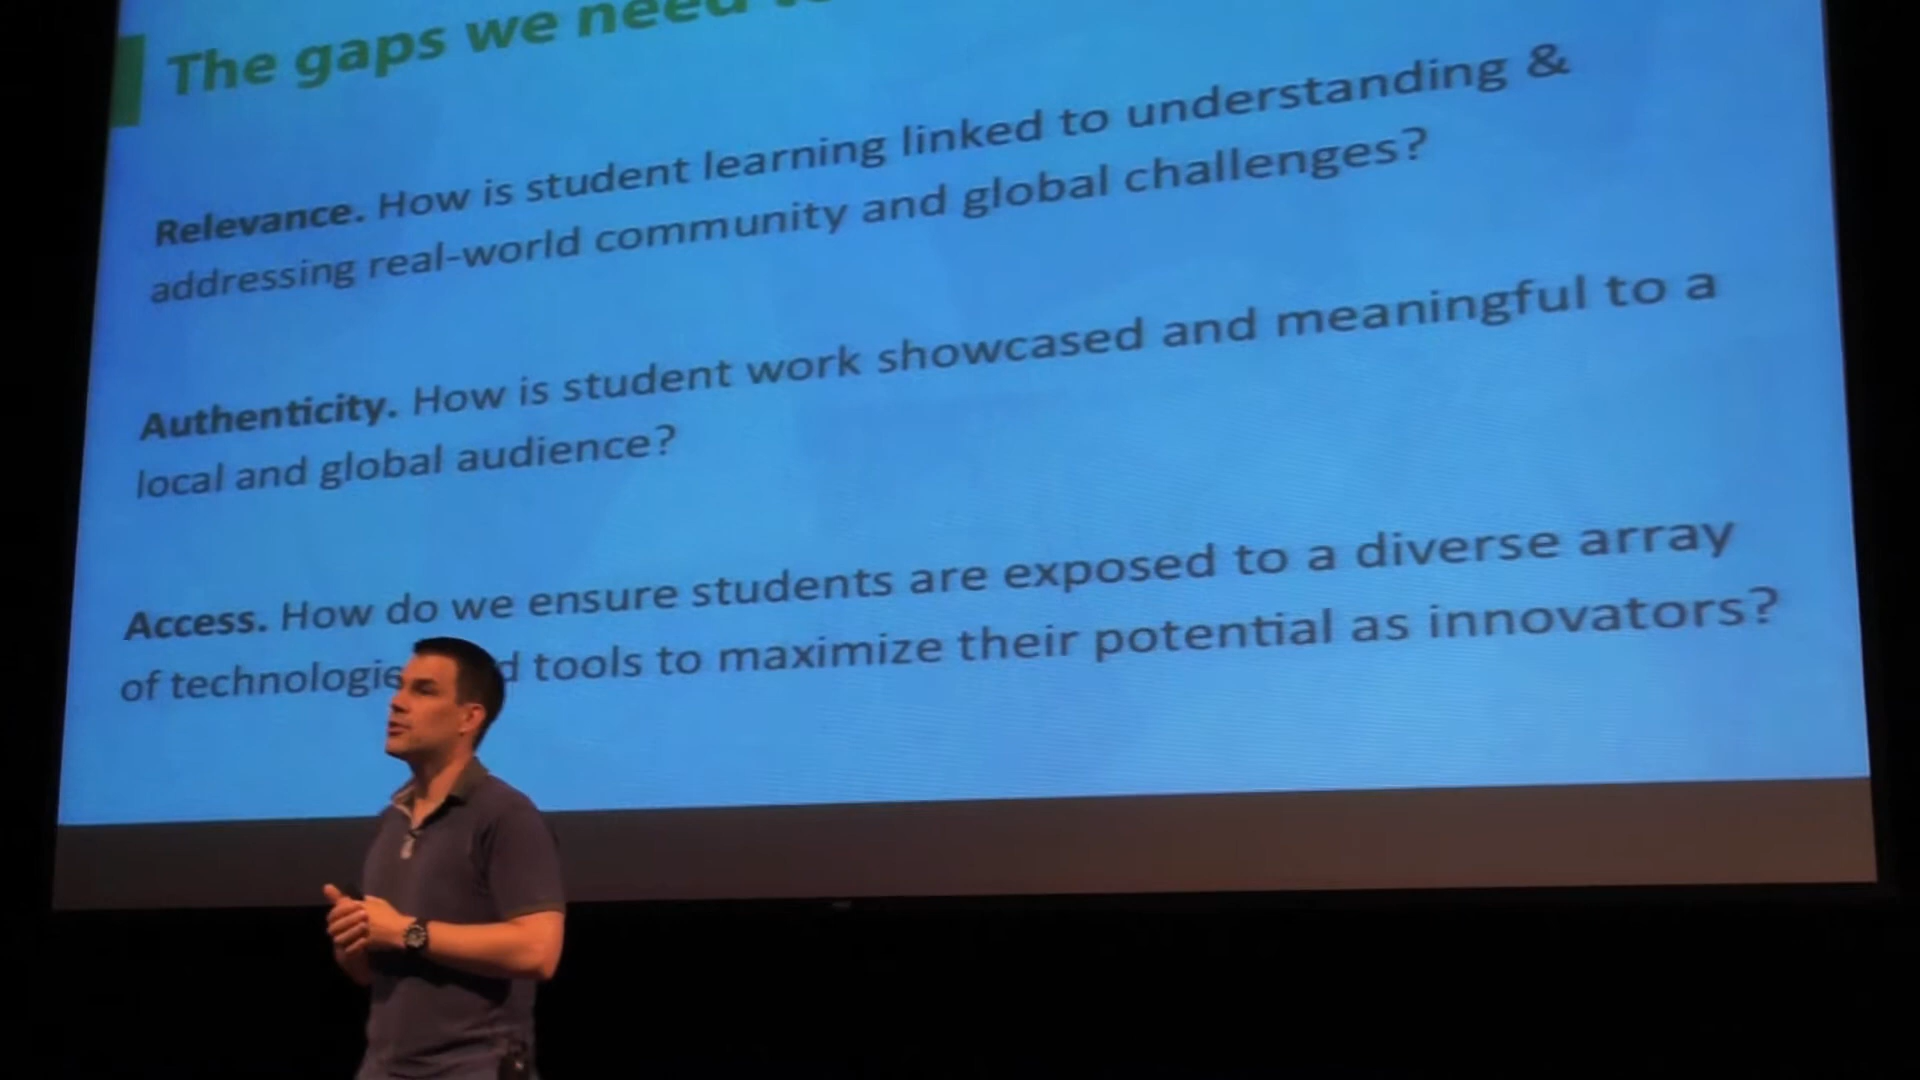 The gaps we need
Relevance. How is student learning linked to understanding &
addressing real-world community and global challenges?
Authenticity. How is student work showcased and meaningful to a
local and global audience?
Access. How do we ensure students are exposed to a diverse array
of tools to maximize their potential as innovators?